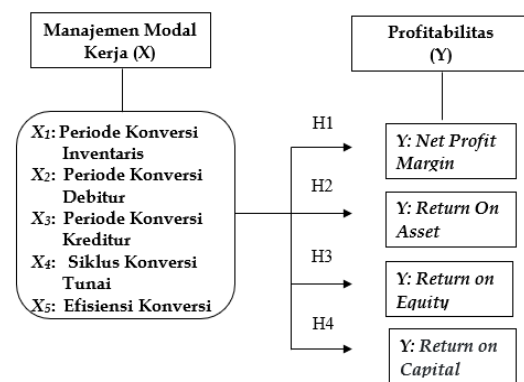 Manajemen Modal
Kerja (X)
Profitabilitas
(Y)
X1: Periode Konversi
Inventaris
X2: Periode Konversi
Debitur
X3: Periode Konversi
Kreditur
X4: Siklus Konversi
Tunai
X5: Efisiensi Konversi
H1
H2
H3
H4
Y: Net Profit
Margin
Y: Return On
Asset
Y: Return on
Equity
Y: Return on
Capital